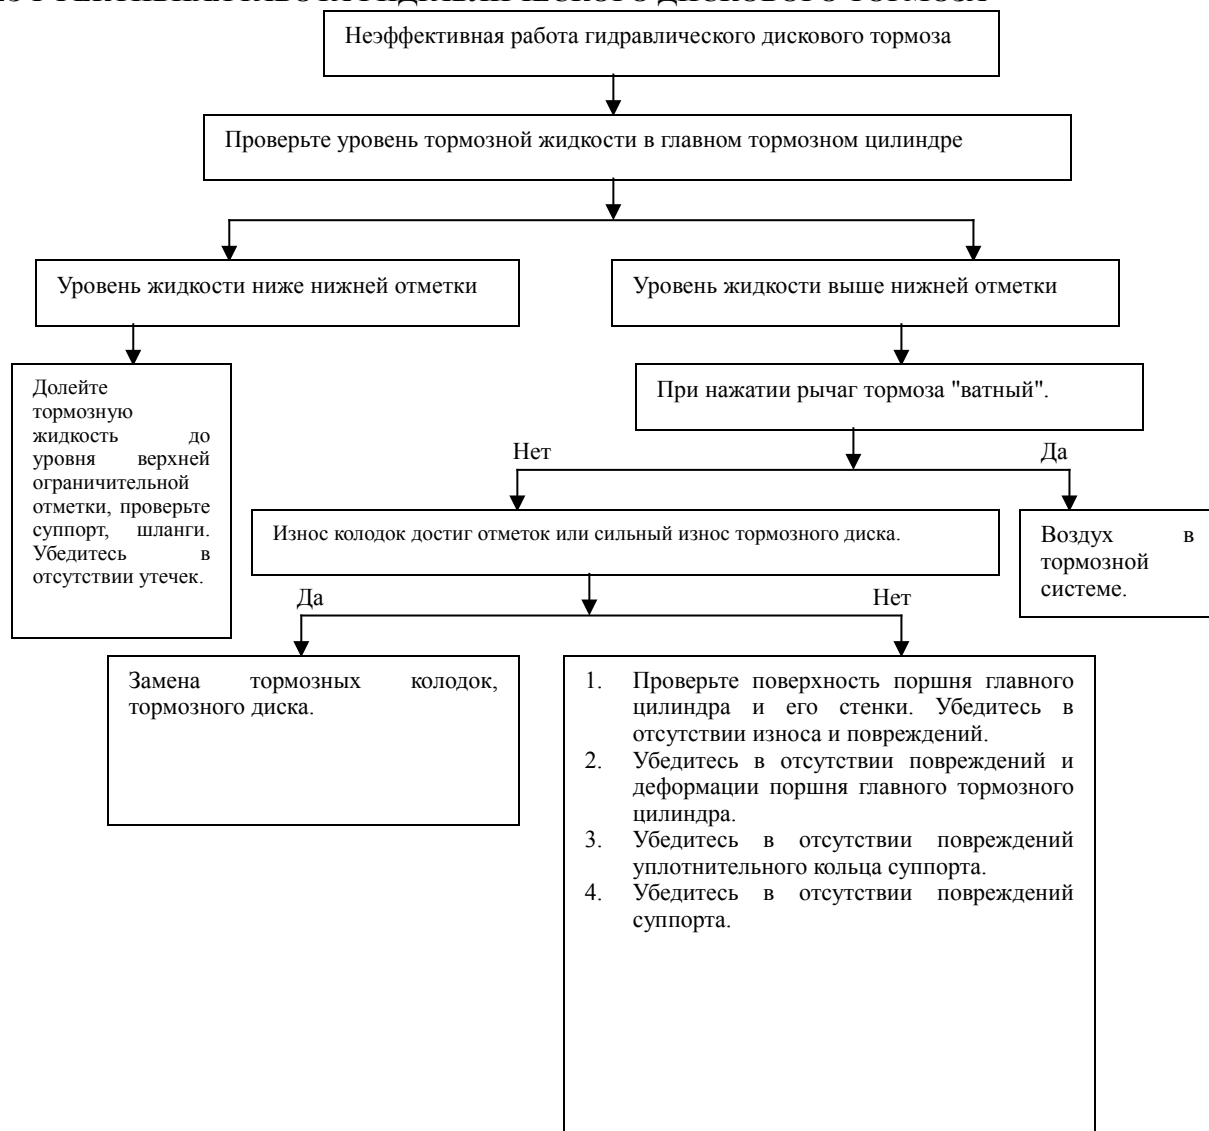 Неэффективная работа гидравлического дискового тормоза
Проверьте уровень тормозной жидкости в главном тормозном цилиндре
Уровень жидкости ниже нижней отметки
Уровень жидкости выше нижней отметки
Долейте
тормозную
жидкость до
уровня верхней
ограничительной
отметки, проверьте
суппорт, шланги.
Убедитесь в
отсутствии утечек.
При нажатии рычаг тормоза "ватный".
Нет
Да
Износ колодок достиг отметок или сильный износ тормозного диска.
Воздух в
тормозной
системе.
Да
Нет
Замена тормозных колодок,
тормозного диска.
1. Проверьте поверхность поршня главного
цилиндра и его стенки. Убедитесь в
отсутствии износа и повреждений.
2. Убедитесь в отсутствии повреждений и
деформации поршня главного тормозного
цилиндра.
3. Убедитесь в отсутствии повреждений
уплотнительного кольца суппорта.
4. Убедитесь в отсутствии повреждений
суппорта.